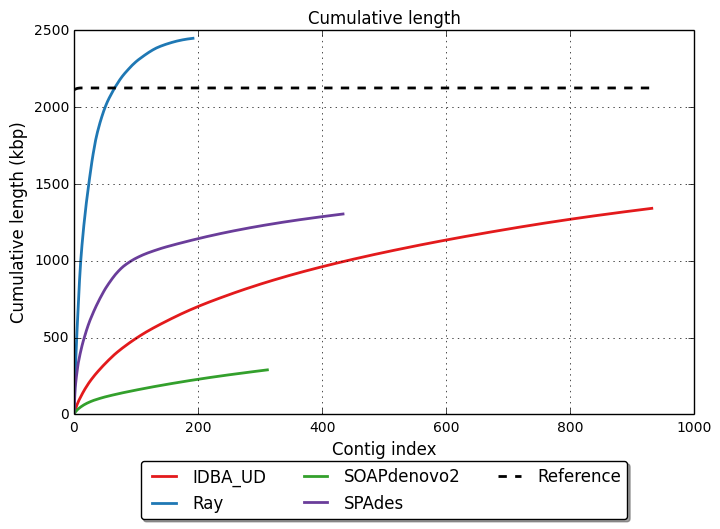 Cumulative length
Cumulative length (kbp)
2500
2000
1500
1000
500
0
0 200 400 600 800 1000
Contig index
IDBA_UD SOAPdenovo2 Reference
Ray SPAdes